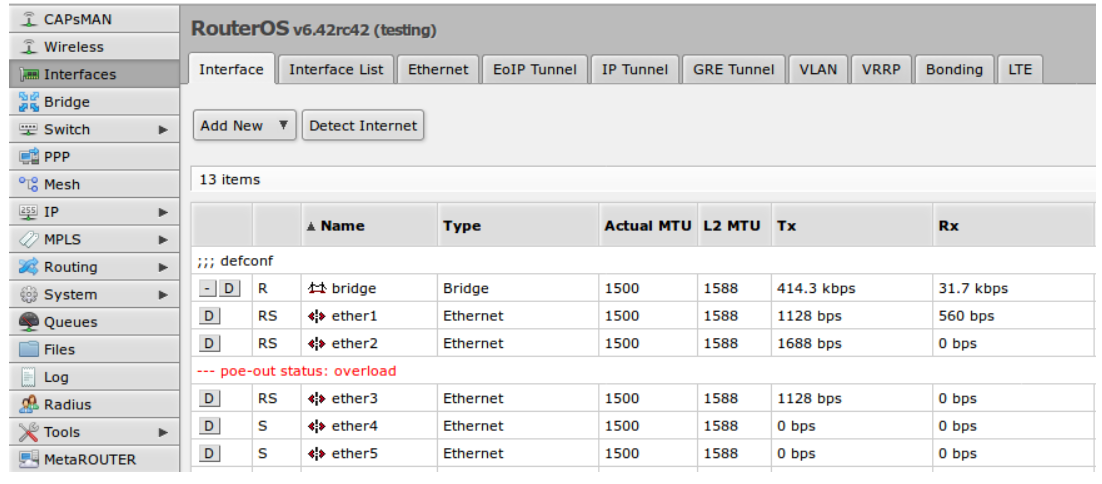 CAPsMAN
Wireless
Interfaces
Bridge
Switch
PPP
Mesh
IP
MPLS
Routing
System
Queues
Files
Log
Radius
Tools
MetaROUTER
RouterOS v6.42rc42 (testing)
Interface Interface List Ethernet EoIP Tunnel IP Tunnel GRE Tunnel VLAN VRRP Bonding LTE
Add New ▼ Detect Internet
13 items
▲ Name Type Actual MTU L2 MTU Tx Rx
;;; defconf
- D R bridge Bridge 1500 1588 414.3 kbps 31.7 kbps
D RS ether1 Ethernet 1500 1588 1128 bps 560 bps
D RS ether2 Ethernet 1500 1588 1688 bps 0 bps
--- poe-out status: overload
D RS ether3 Ethernet 1500 1588 1128 bps 0 bps
D S ether4 Ethernet 1500 1588 0 bps 0 bps
D S ether5 Ethernet 1500 1588 0 bps 0 bps